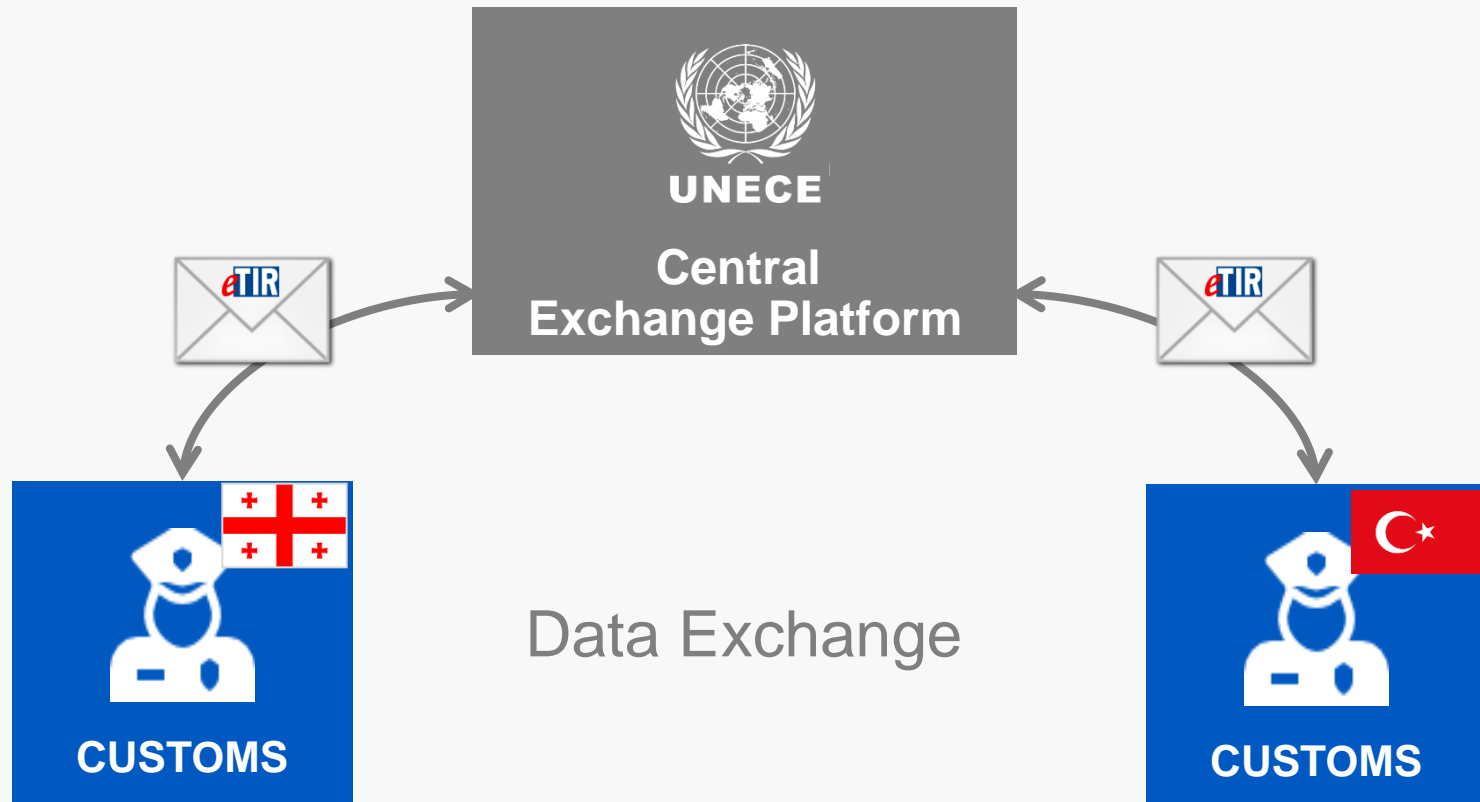 UNECE
Central
Exchange Platform
eTIR
eTIR
Data Exchange
CUSTOMS
CUSTOMS